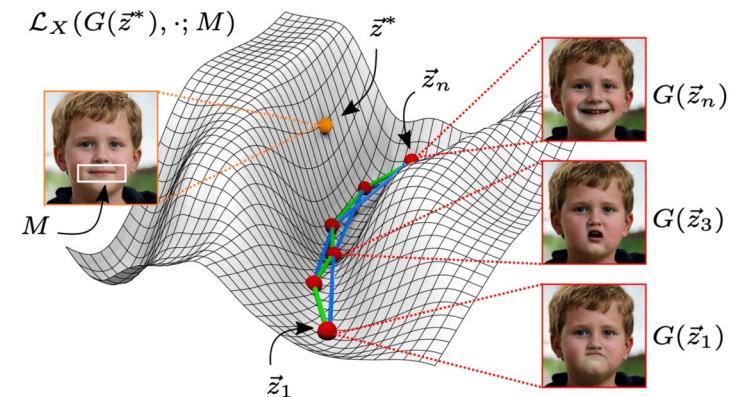 ℒ_X(G(z⃗*), ·; M)
z⃗*
z⃗_n
G(z⃗_n)
M
G(z⃗_3)
G(z⃗_1)
z⃗_1